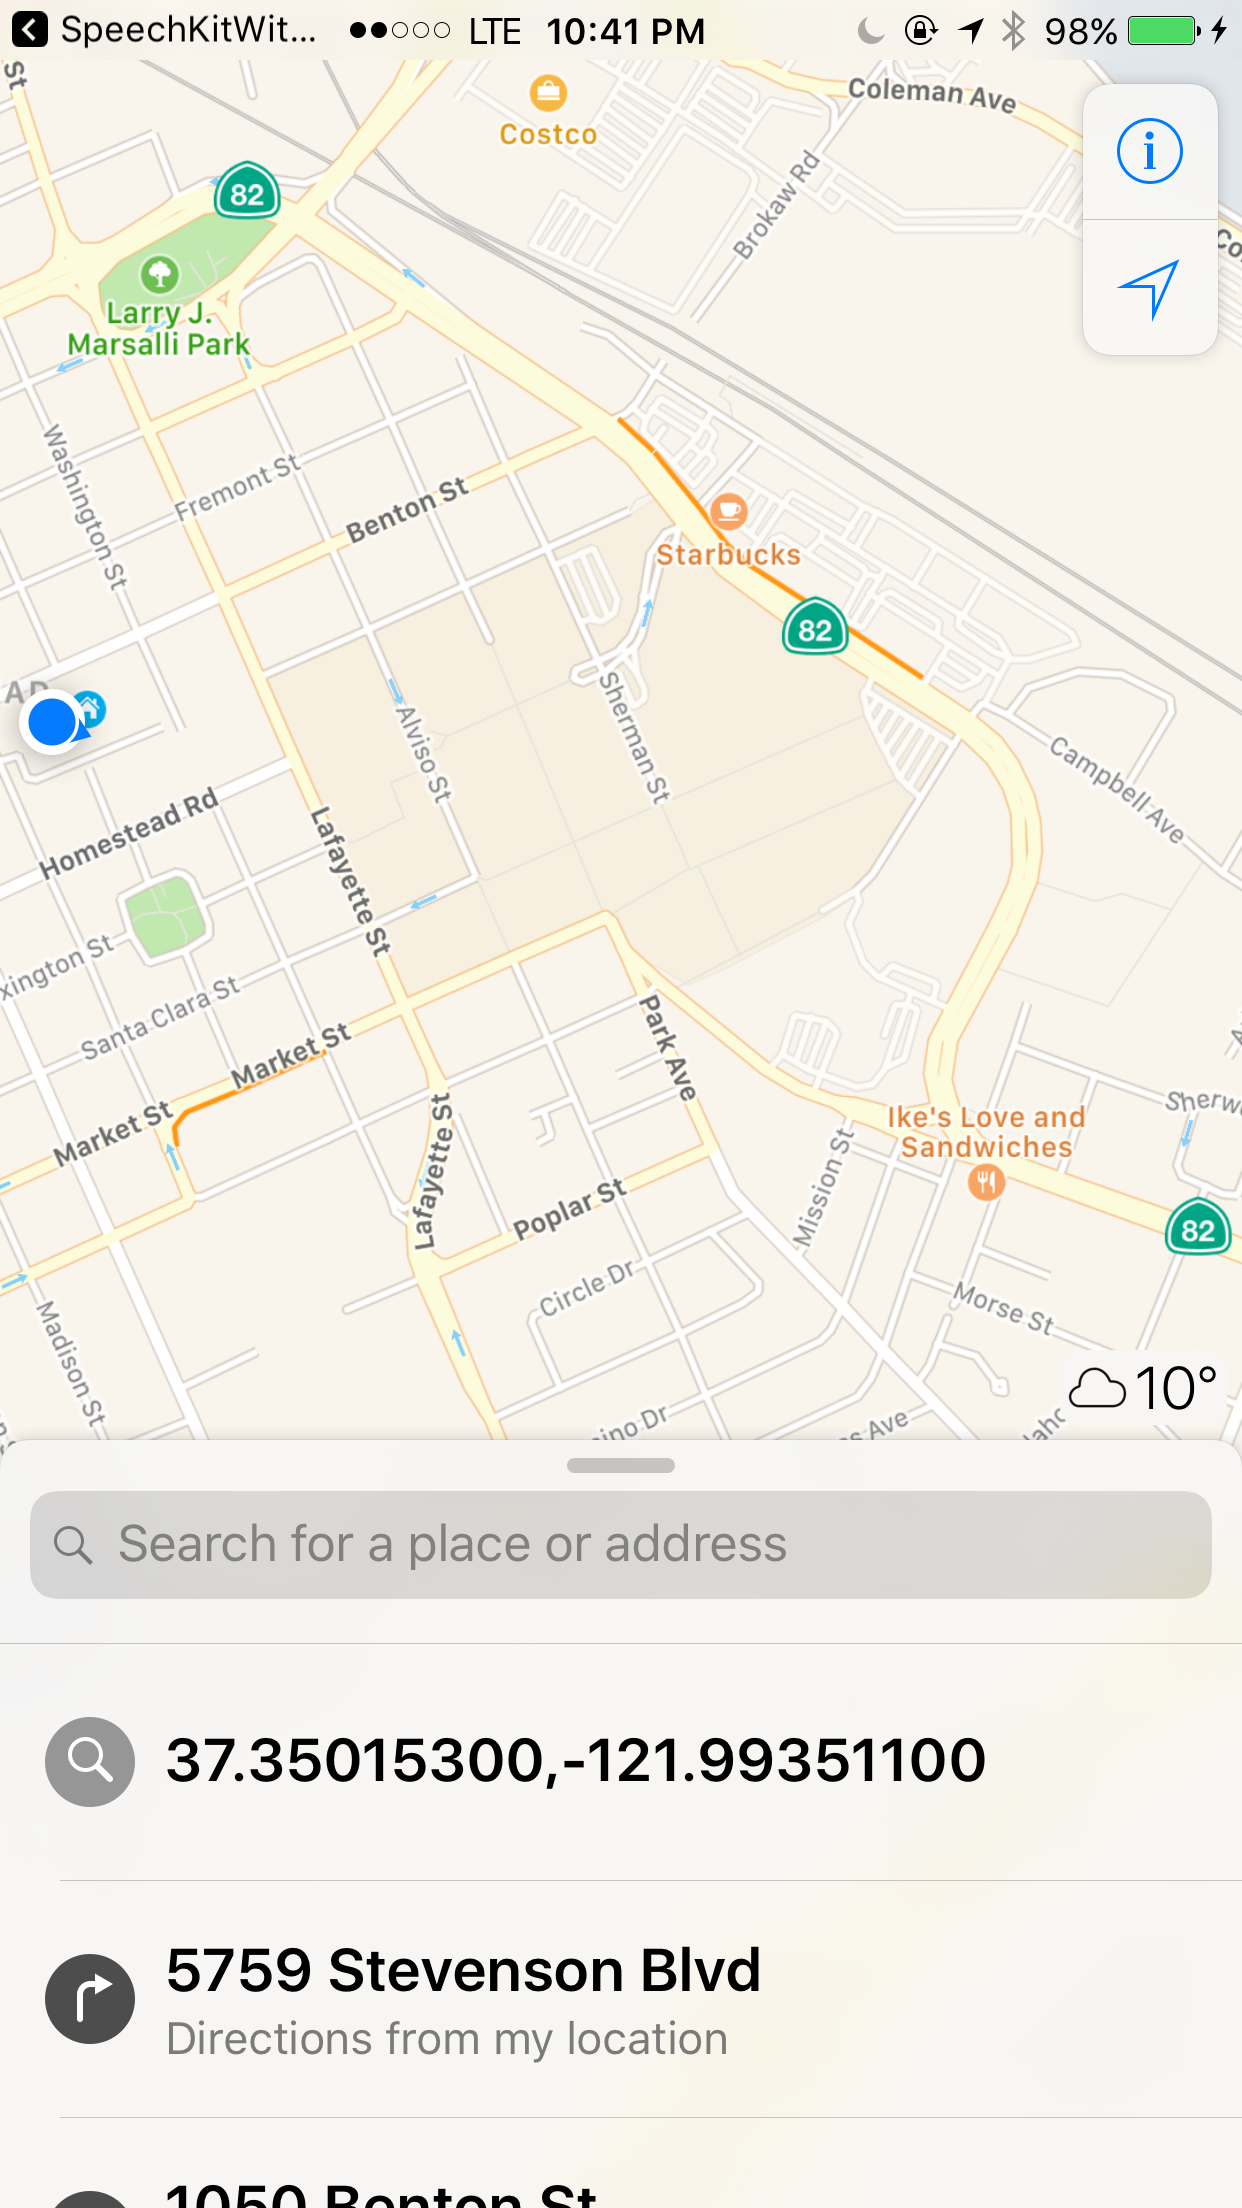 SpeechKitWit... LTE 10:41 PM 98%
St
Costco
Coleman Ave
Brokaw Rd
82
Larry J.
Marsalli Park
Washington St
Fremont St
Benton St
Starbucks
82
AD
Sherman St
Alviso St
Campbell Ave
Homestead Rd
Lafayette St
xington St
Santa Clara St
Market St
Park Ave
Market St
Lafayette St
Ike's Love and
Sandwiches
Sherw
Mission St
Poplar St
82
Circle Dr
Morse St
Madison St
10°
ino Dr
s Ave
Search for a place or address
37.35015300,-121.99351100
5759 Stevenson Blvd
Directions from my location
1050 Benton St